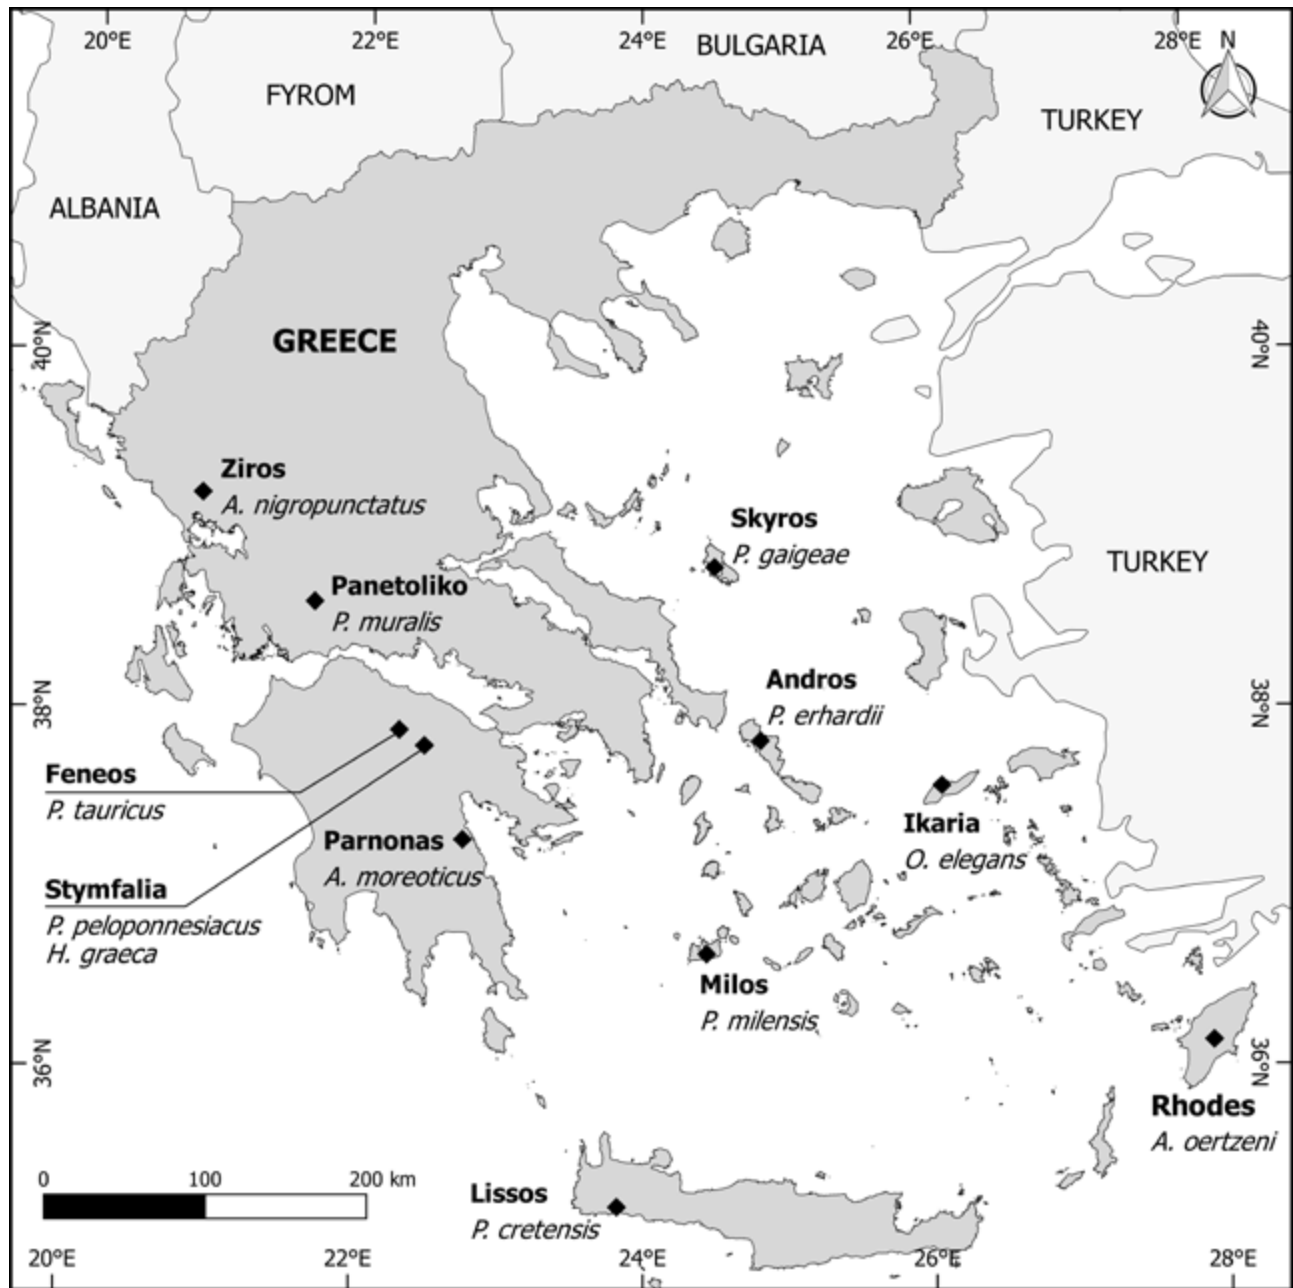 20°E 22°E 24°E 26°E 28°E
N
BULGARIA
FYROM
TURKEY
ALBANIA
GREECE
40°N 40°N
Ziros
A. nigropunctatus
Skyros
P. gaigeae
TURKEY
Panetoliko
P. muralis
38°N 38°N
Andros
P. erhardii
Feneos
P. tauricus
Ikaria
O. elegans
Parnonas
A. moreoticus
Stymfalia
P. peloponnesiacus
H. graeca
Milos
P. milensis
36°N 36°N
Rhodes
A. oertzeni
0 100 200 km
Lissos
P. cretensis
20°E 22°E 24°E 26°E 28°E